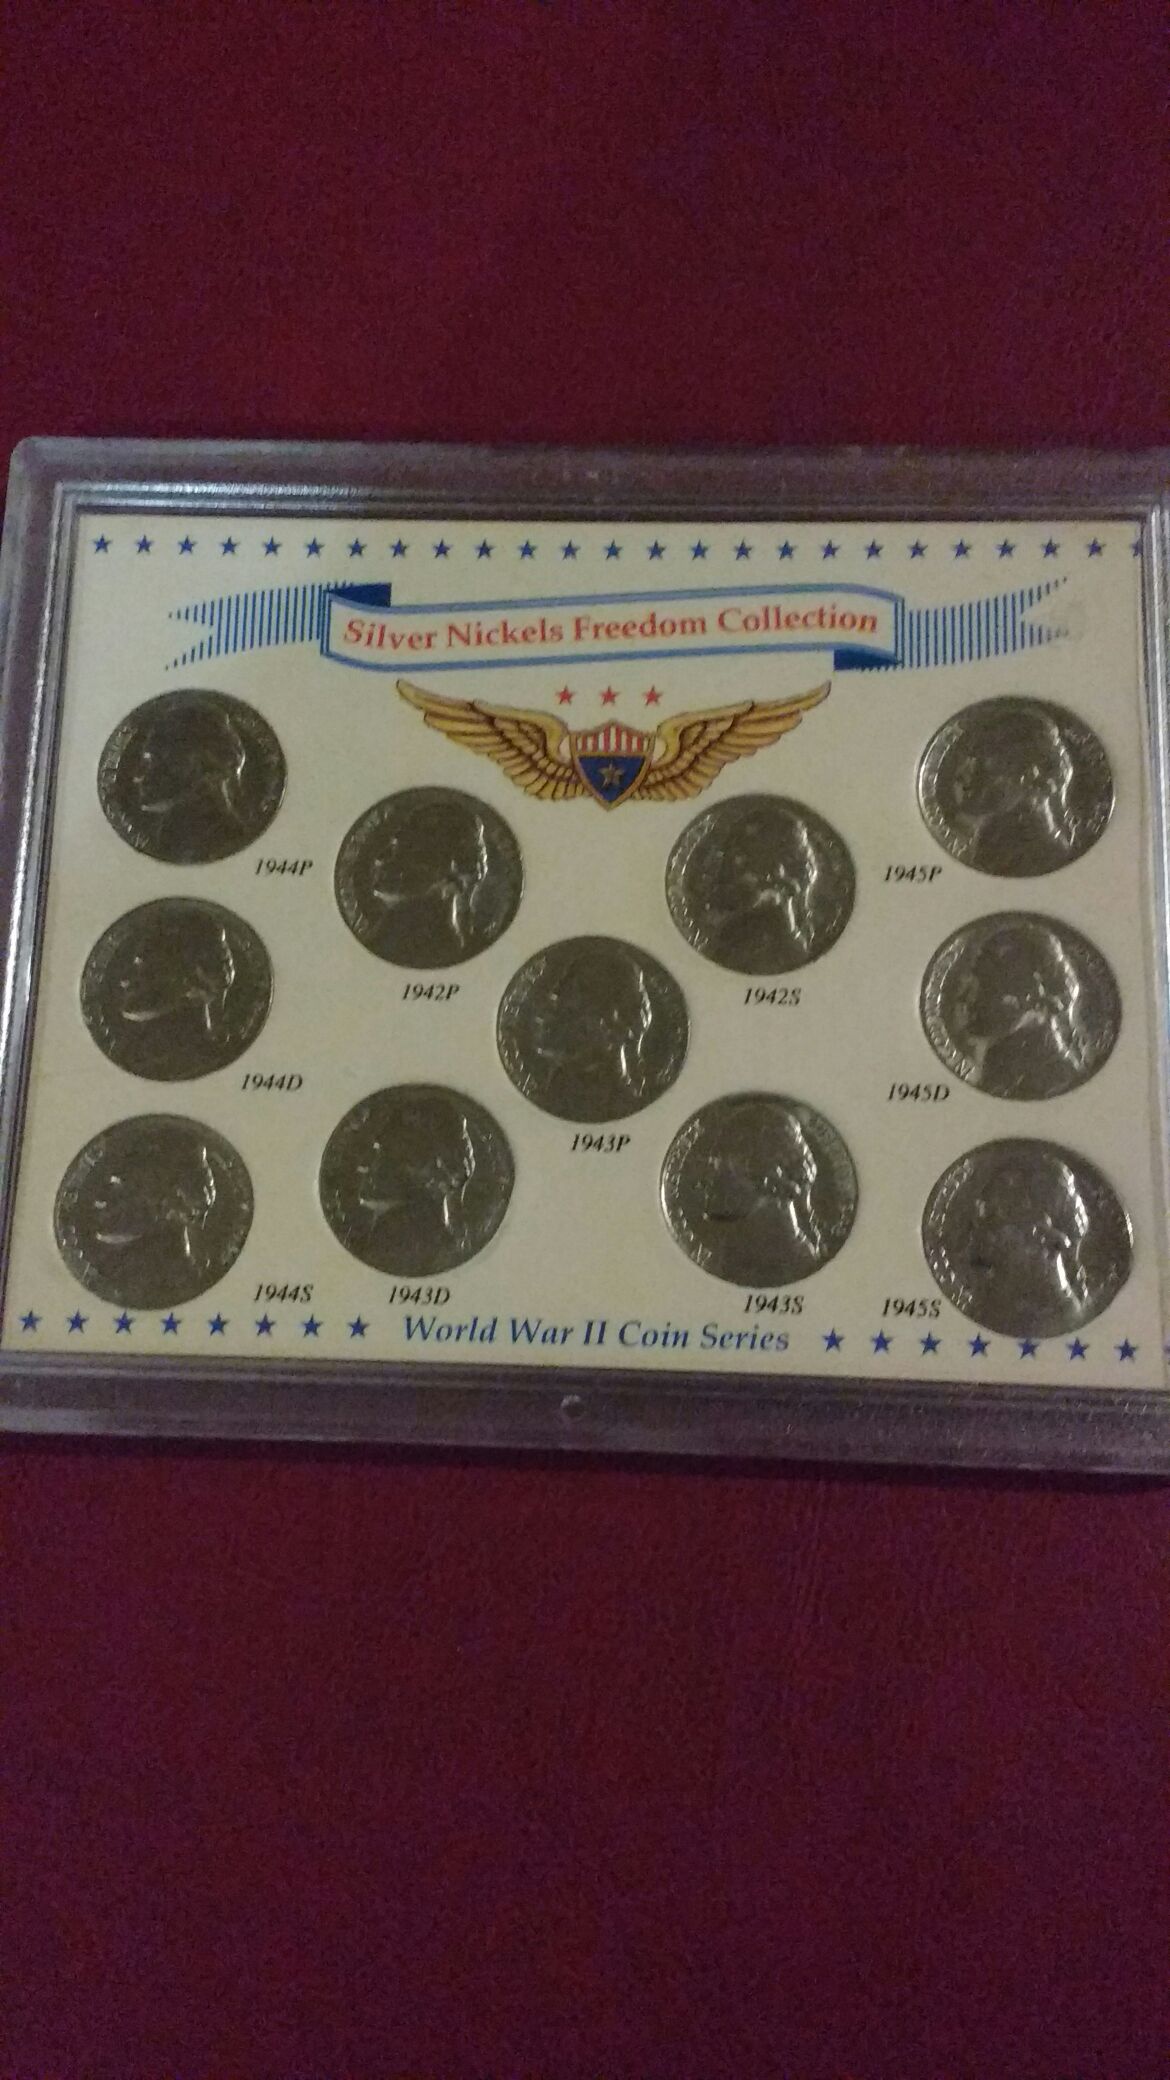 Silver Nickels Freedom Collection
1944P
1945P
1942P
1942S
1944D
1945D
1943P
1944S
1943D
1943S
1945S
World War II Coin Series